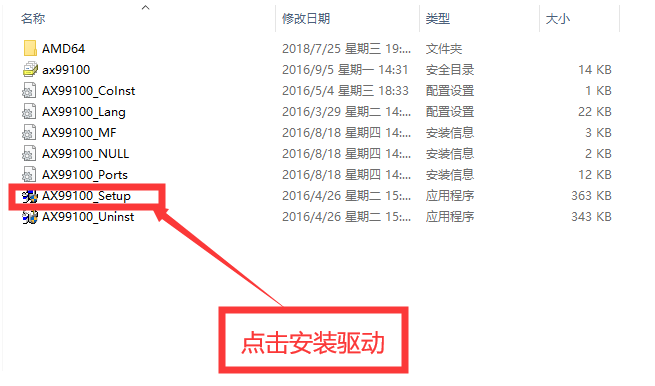 名称 修改日期 类型 大小
AMD64 2018/7/25 星期三 19:... 文件夹
ax99100 2016/9/5 星期一 14:31 安全目录 14 KB
AX99100_CoInst 2016/5/4 星期三 18:33 配置设置 1 KB
AX99100_Lang 2016/3/29 星期二 14:... 配置设置 22 KB
AX99100_MF 2016/8/18 星期四 14:... 安装信息 3 KB
AX99100_NULL 2016/8/18 星期四 14:... 安装信息 2 KB
AX99100_Ports 2016/8/18 星期四 14:... 安装信息 12 KB
AX99100_Setup 2016/4/26 星期二 15:... 应用程序 363 KB
AX99100_Uninst 2016/4/26 星期二 15:... 应用程序 343 KB
点击安装驱动